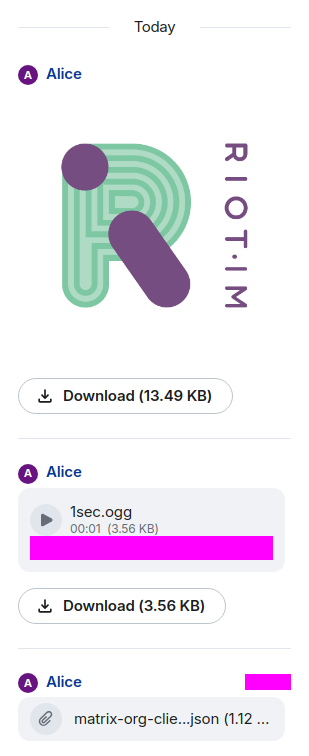 Today
A Alice
RIOT·IM
Download (13.49 KB)
A Alice
1sec.ogg
00:01 (3.56 KB)
Download (3.56 KB)
A Alice
matrix-org-clie...json (1.12 ...